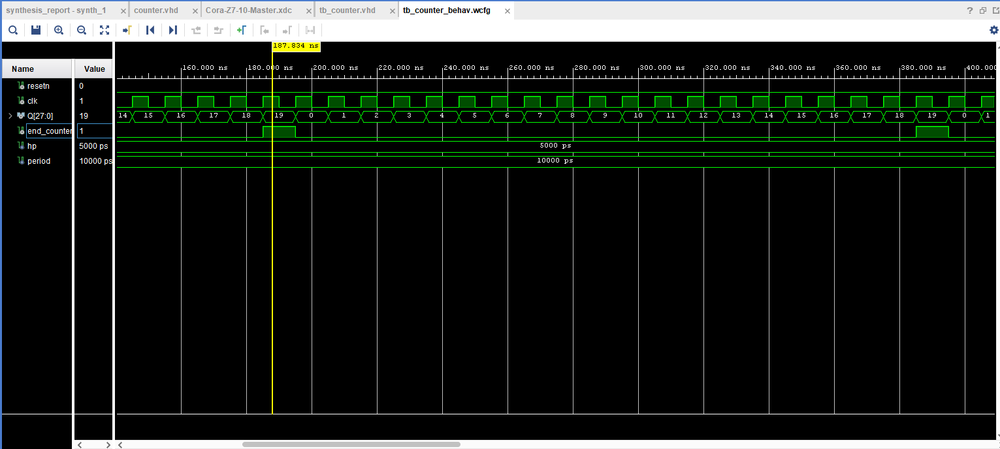 synthesis_report - synth_1 × counter.vhd × Cora-Z7-10-Master.xdc × tb_counter.vhd × tb_counter_behav.wcfg × ?
187.834 ns
160.000 ns 180.000 ns 200.000 ns 220.000 ns 240.000 ns 260.000 ns 280.000 ns 300.000 ns 320.000 ns 340.000 ns 360.000 ns 380.000 ns 400.000
Name Value
resetn 0
clk 1
Q[27:0] 19 14 15 16 17 18 19 0 1 2 3 4 5 6 7 8 9 10 11 12 13 14 15 16 17 18 19 0 1
end_counter 1
hp 5000 ps 5000 ps
period 10000 ps 10000 ps